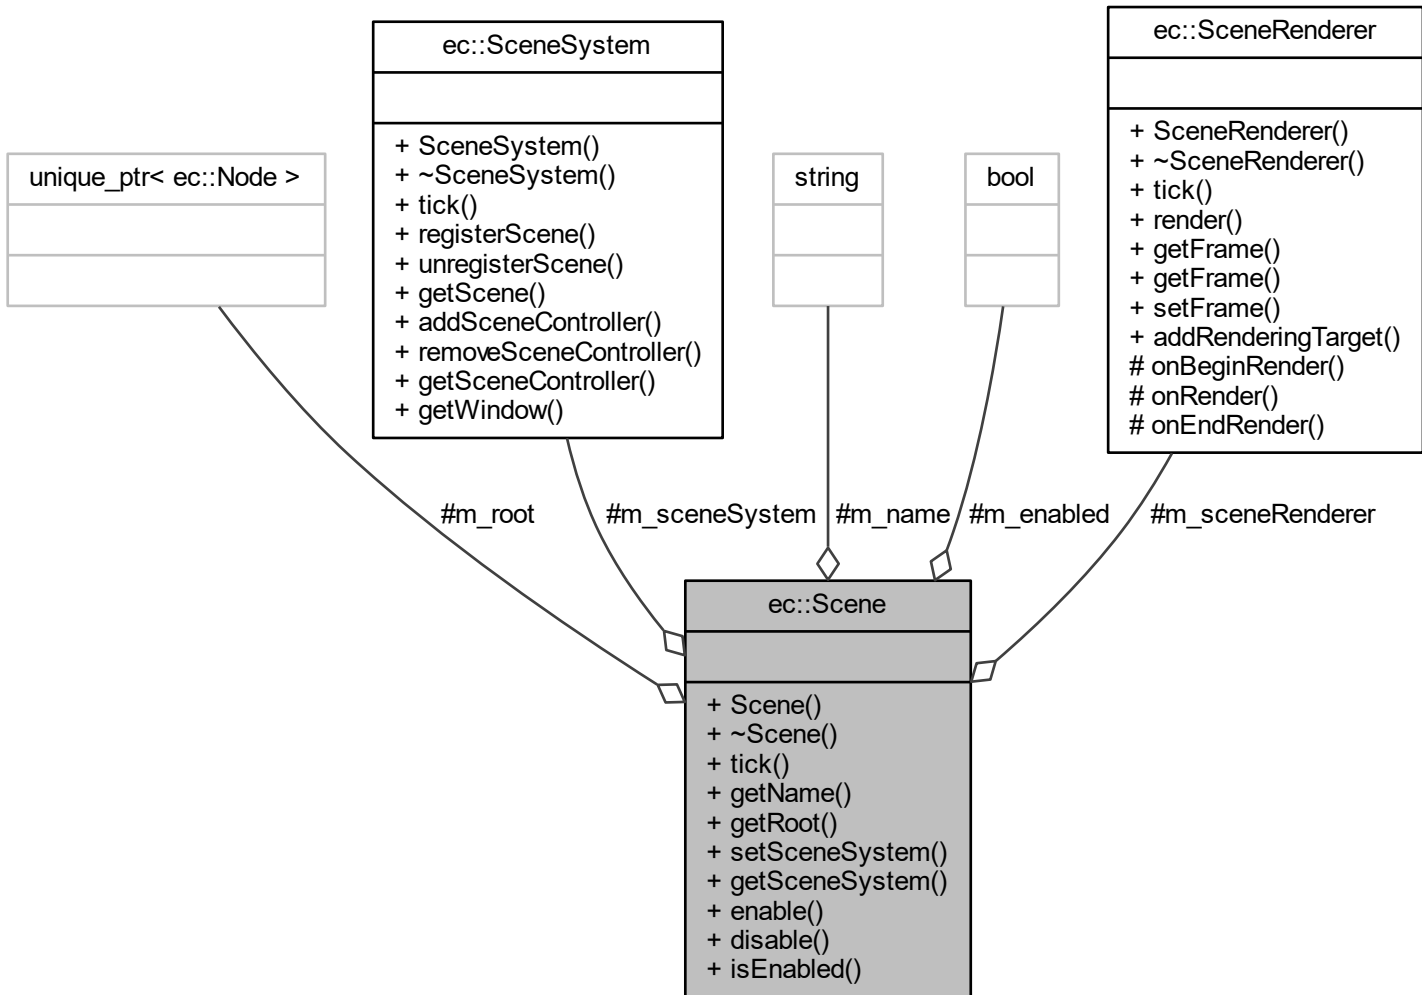 ec::SceneSystem
+ SceneSystem()
+ ~SceneSystem()
+ tick()
+ registerScene()
+ unregisterScene()
+ getScene()
+ addSceneController()
+ removeSceneController()
+ getSceneController()
+ getWindow()
ec::SceneRenderer
+ SceneRenderer()
+ ~SceneRenderer()
+ tick()
+ render()
+ getFrame()
+ getFrame()
+ setFrame()
+ addRenderingTarget()
# onBeginRender()
# onRender()
# onEndRender()
unique_ptr< ec::Node >
string
bool
#m_root
#m_sceneSystem
#m_name
#m_enabled
#m_sceneRenderer
ec::Scene
+ Scene()
+ ~Scene()
+ tick()
+ getName()
+ getRoot()
+ setSceneSystem()
+ getSceneSystem()
+ enable()
+ disable()
+ isEnabled()